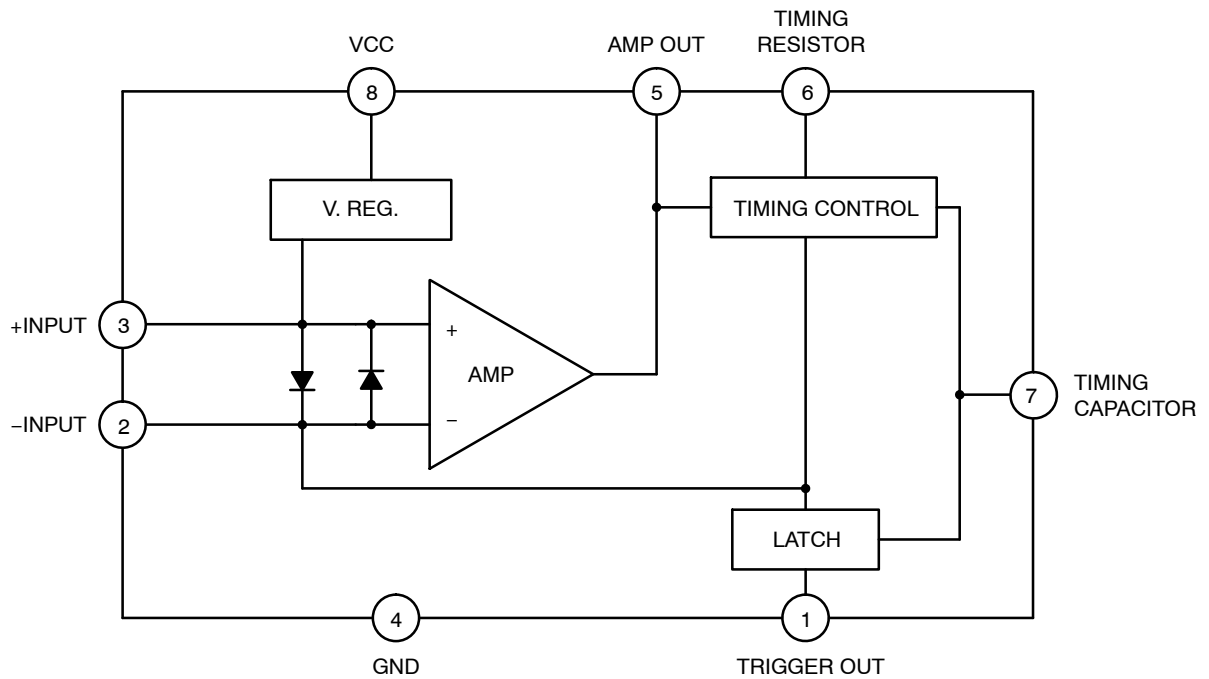 TIMING
RESISTOR
VCC
AMP OUT
8
5
6
V. REG.
TIMING CONTROL
+INPUT
3
+
AMP
−
−INPUT
2
7
TIMING
CAPACITOR
LATCH
4
1
GND
TRIGGER OUT